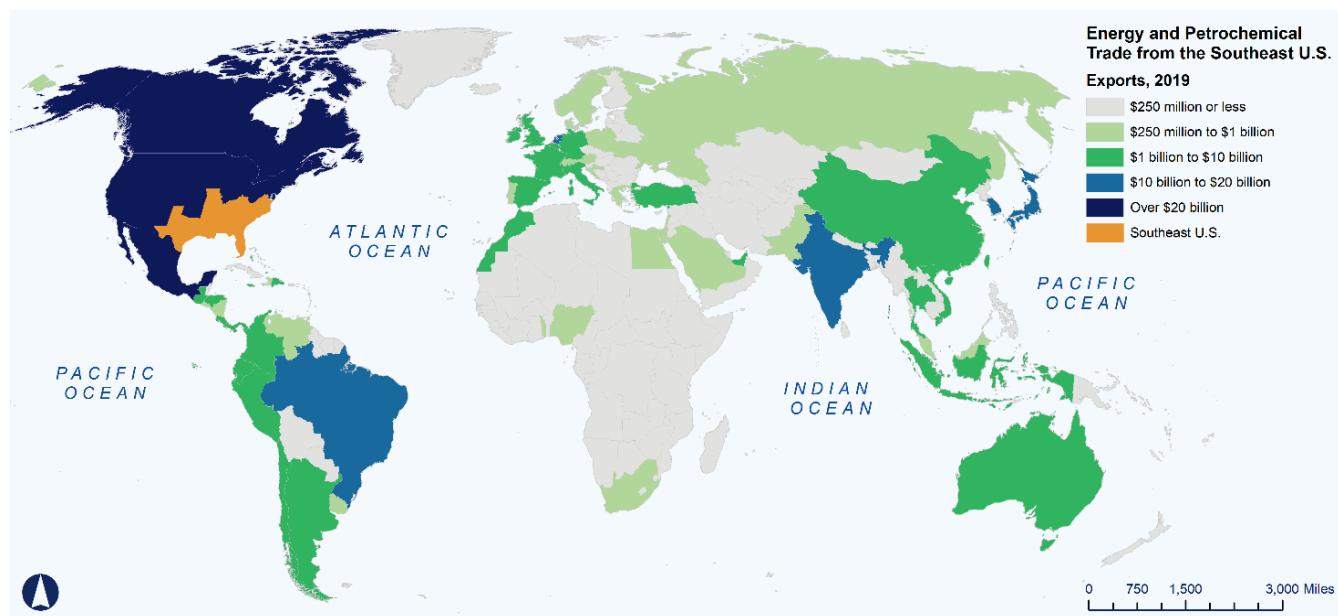 Energy and Petrochemical
Trade from the Southeast U.S.
Exports, 2019
$250 million or less
$250 million to $1 billion
$1 billion to $10 billion
$10 billion to $20 billion
Over $20 billion
Southeast U.S.
ATLANTIC
OCEAN
PACIFIC
OCEAN
PACIFIC
OCEAN
INDIAN
OCEAN
0 750 1,500 3,000 Miles